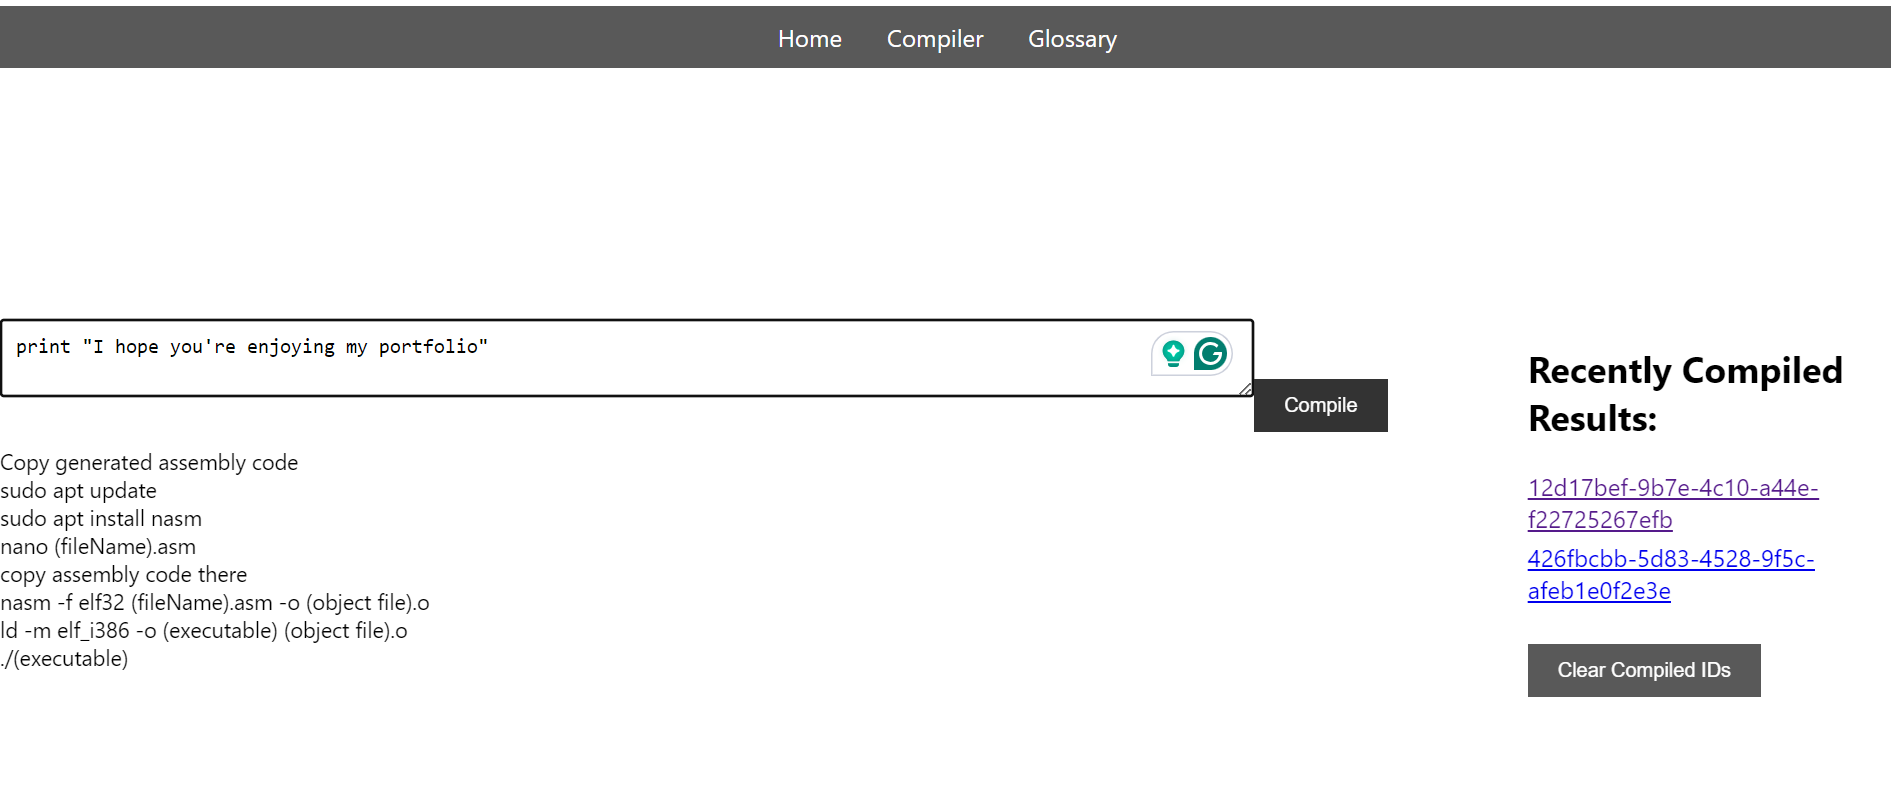 Home Compiler Glossary
print "I hope you're enjoying my portfolio"
Compile
Copy generated assembly code
sudo apt update
sudo apt install nasm
nano (fileName).asm
copy assembly code there
nasm -f elf32 (fileName).asm -o (object file).o
ld -m elf_i386 -o (executable) (object file).o
./(executable)
Recently Compiled
Results:
12d17bef-9b7e-4c10-a44e-
f22725267efb
426fbcbb-5d83-4528-9f5c-
afeb1e0f2e3e
Clear Compiled IDs